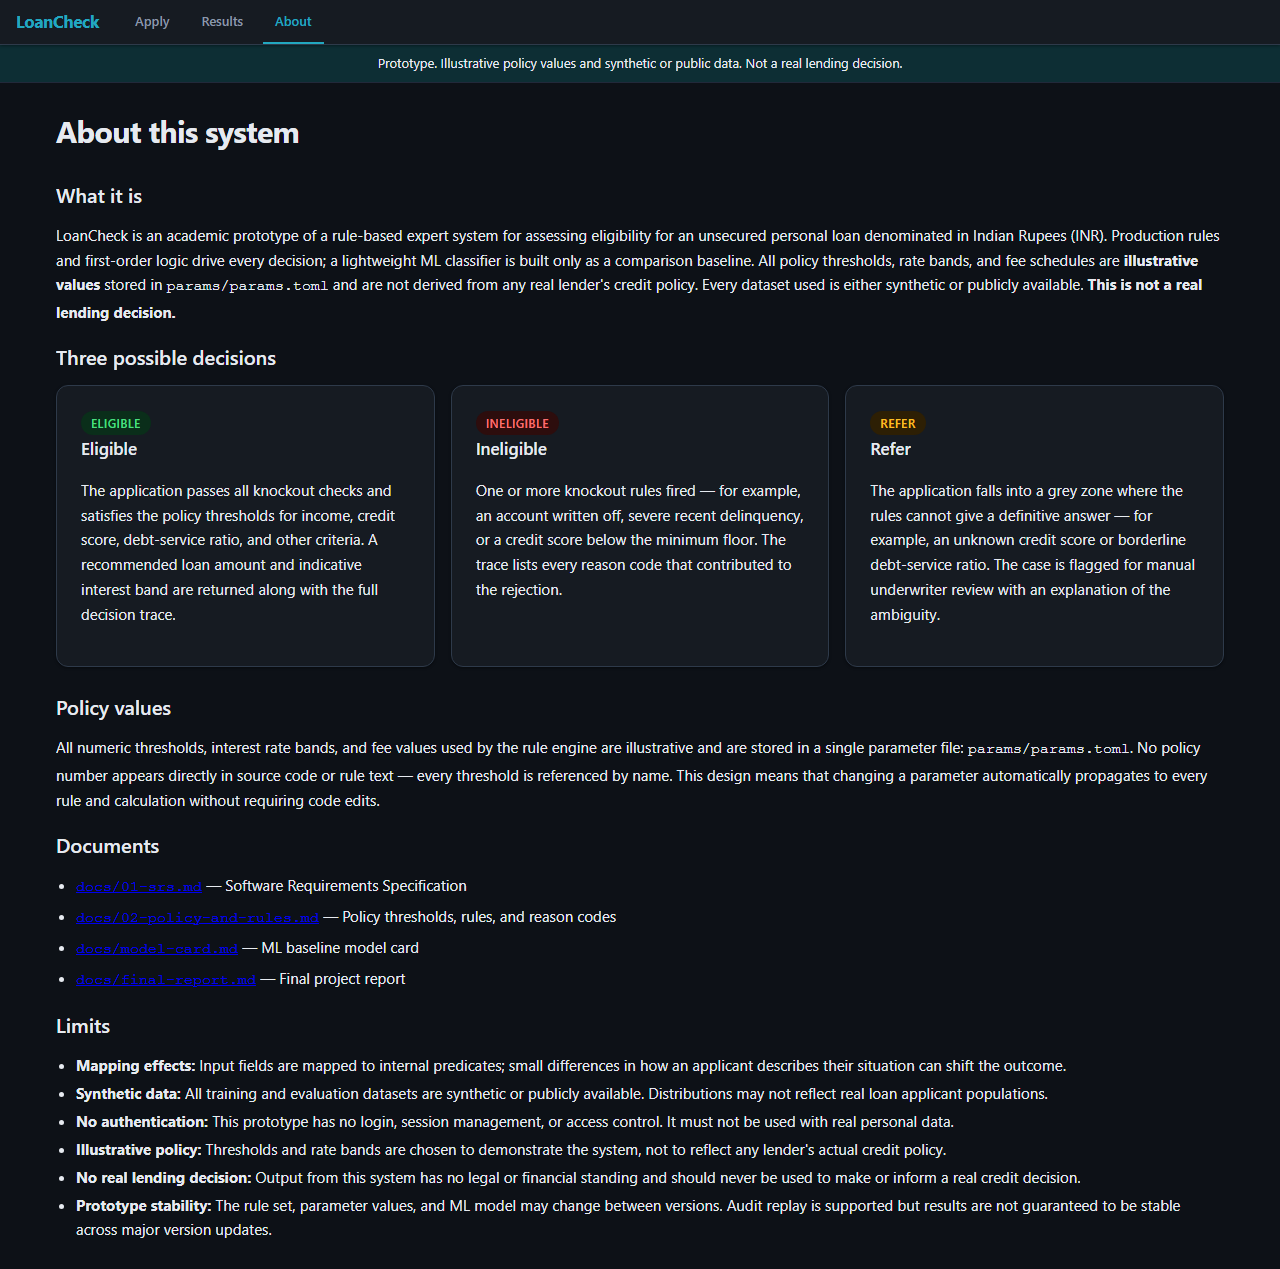 LoanCheck Apply Results About
Prototype. Illustrative policy values and synthetic or public data. Not a real lending decision.
About this system
What it is
LoanCheck is an academic prototype of a rule-based expert system for assessing eligibility for an unsecured personal loan denominated in Indian Rupees (INR). Production rules
and first-order logic drive every decision; a lightweight ML classifier is built only as a comparison baseline. All policy thresholds, rate bands, and fee schedules are illustrative
values stored in params/params.toml and are not derived from any real lender's credit policy. Every dataset used is either synthetic or publicly available. This is not a real
lending decision.
Three possible decisions
ELIGIBLE
Eligible
The application passes all knockout checks and
satisfies the policy thresholds for income, credit
score, debt-service ratio, and other criteria. A
recommended loan amount and indicative
interest band are returned along with the full
decision trace.
INELIGIBLE
Ineligible
One or more knockout rules fired — for example,
an account written off, severe recent delinquency,
or a credit score below the minimum floor. The
trace lists every reason code that contributed to
the rejection.
REFER
Refer
The application falls into a grey zone where the
rules cannot give a definitive answer — for
example, an unknown credit score or borderline
debt-service ratio. The case is flagged for manual
underwriter review with an explanation of the
ambiguity.
Policy values
All numeric thresholds, interest rate bands, and fee values used by the rule engine are illustrative and are stored in a single parameter file: params/params.toml. No policy
number appears directly in source code or rule text — every threshold is referenced by name. This design means that changing a parameter automatically propagates to every
rule and calculation without requiring code edits.
Documents
• docs/01-srs.md — Software Requirements Specification
• docs/02-policy-and-rules.md — Policy thresholds, rules, and reason codes
• docs/model-card.md — ML baseline model card
• docs/final-report.md — Final project report
Limits
• Mapping effects: Input fields are mapped to internal predicates; small differences in how an applicant describes their situation can shift the outcome.
• Synthetic data: All training and evaluation datasets are synthetic or publicly available. Distributions may not reflect real loan applicant populations.
• No authentication: This prototype has no login, session management, or access control. It must not be used with real personal data.
• Illustrative policy: Thresholds and rate bands are chosen to demonstrate the system, not to reflect any lender's actual credit policy.
• No real lending decision: Output from this system has no legal or financial standing and should never be used to make or inform a real credit decision.
• Prototype stability: The rule set, parameter values, and ML model may change between versions. Audit replay is supported but results are not guaranteed to be stable
across major version updates.